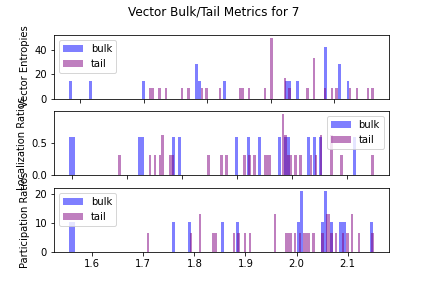 Vector Bulk/Tail Metrics for 7
Vector Entropies
40
20
0
bulk
tail
Localization Ratios
0.5
0.0
bulk
tail
Participation Ratios
20
10
0
bulk
tail
1.6 1.7 1.8 1.9 2.0 2.1